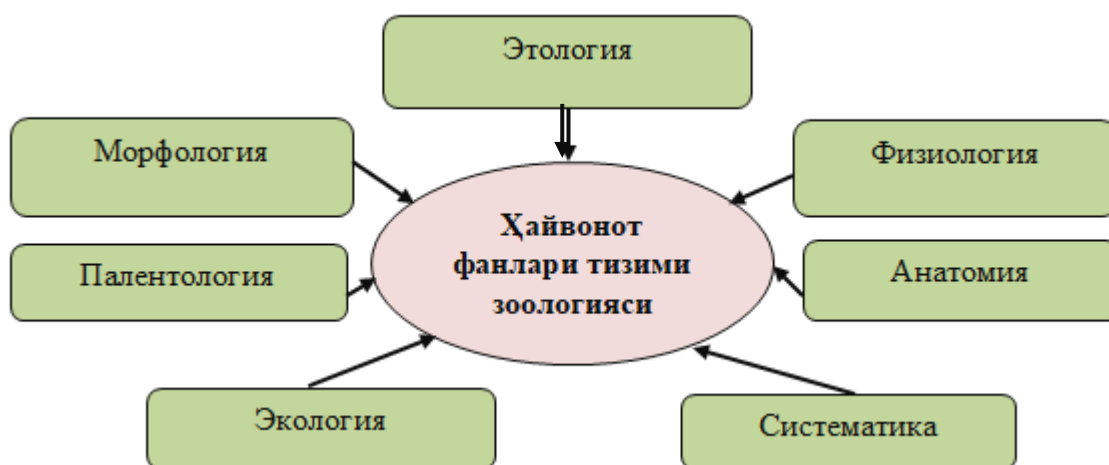 Этология
Морфология
Физиология
Ҳайвонот
фанлари тизими
зоологияси
Палентология
Анатомия
Экология
Систематика